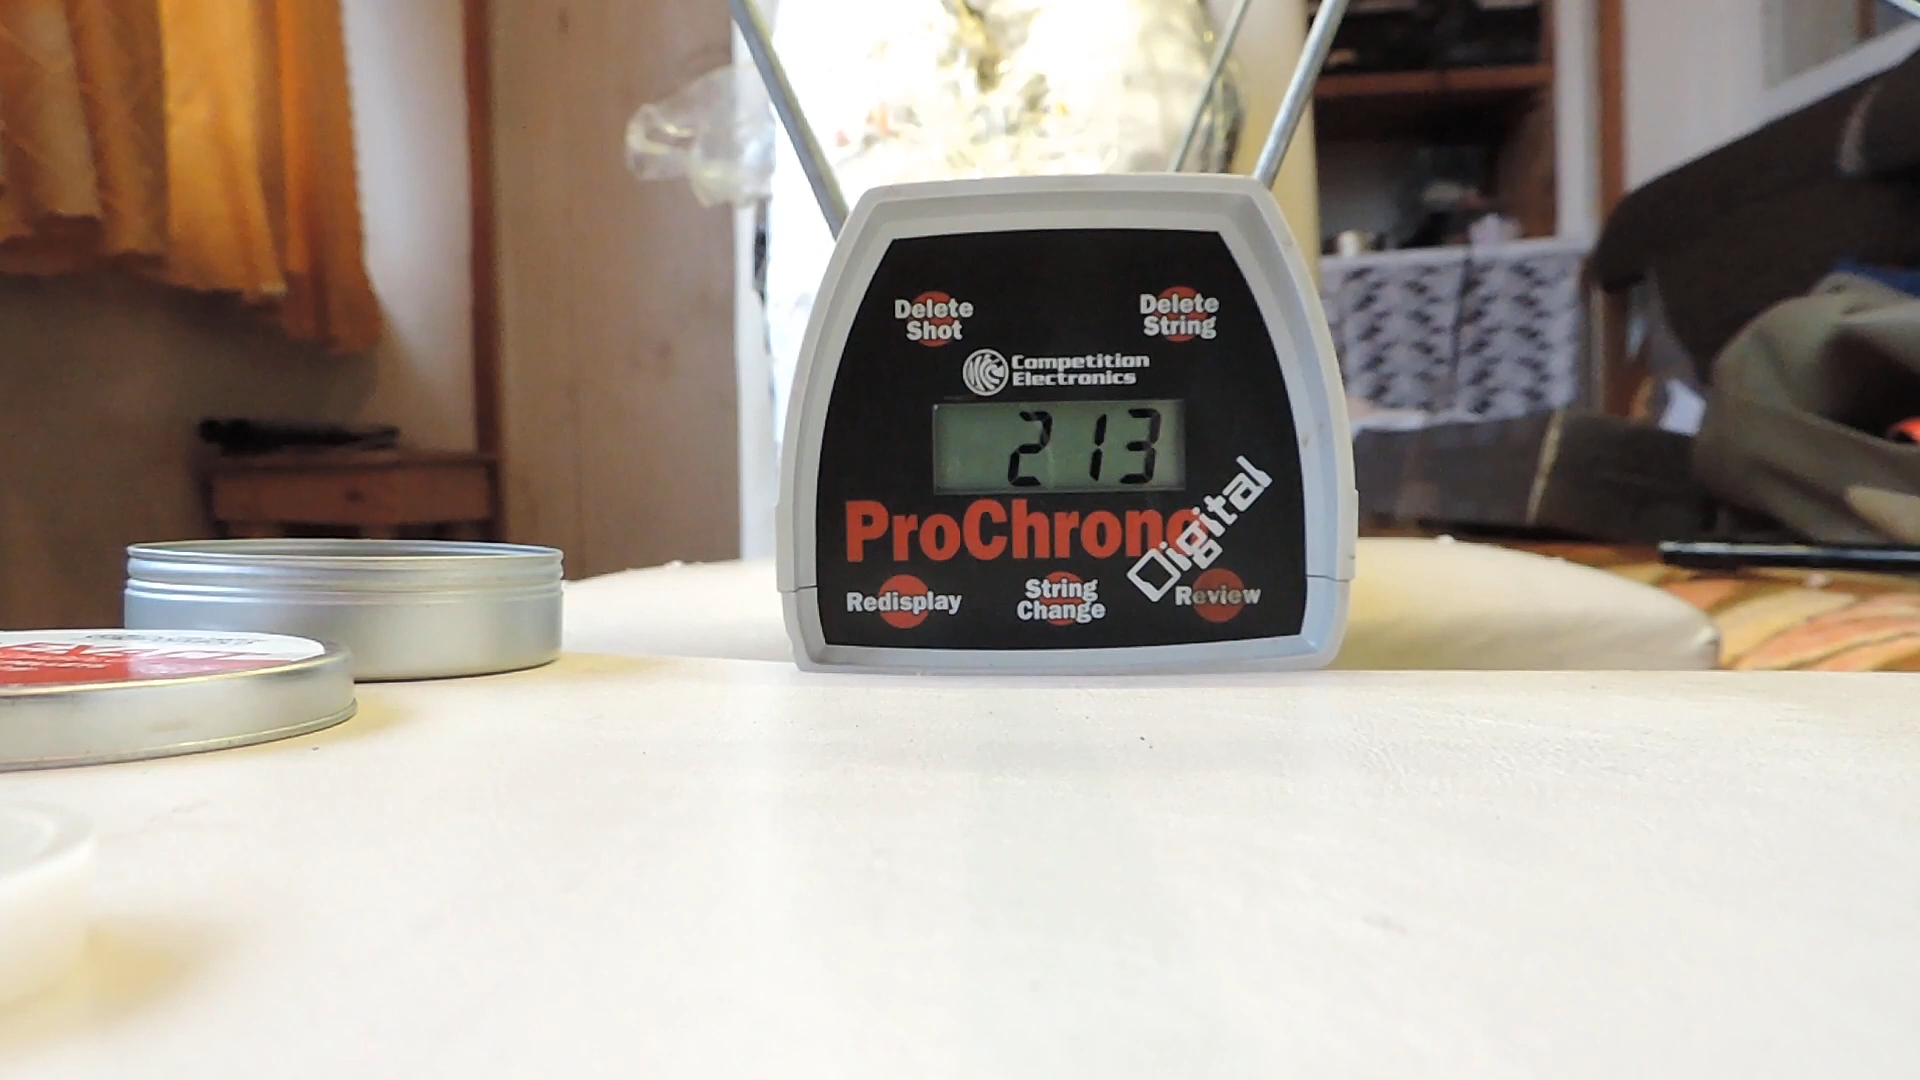 Delete
Shot
Delete
String
Competition
Electronics
213
ProChrono
Digital
Redisplay
String
Change
Review